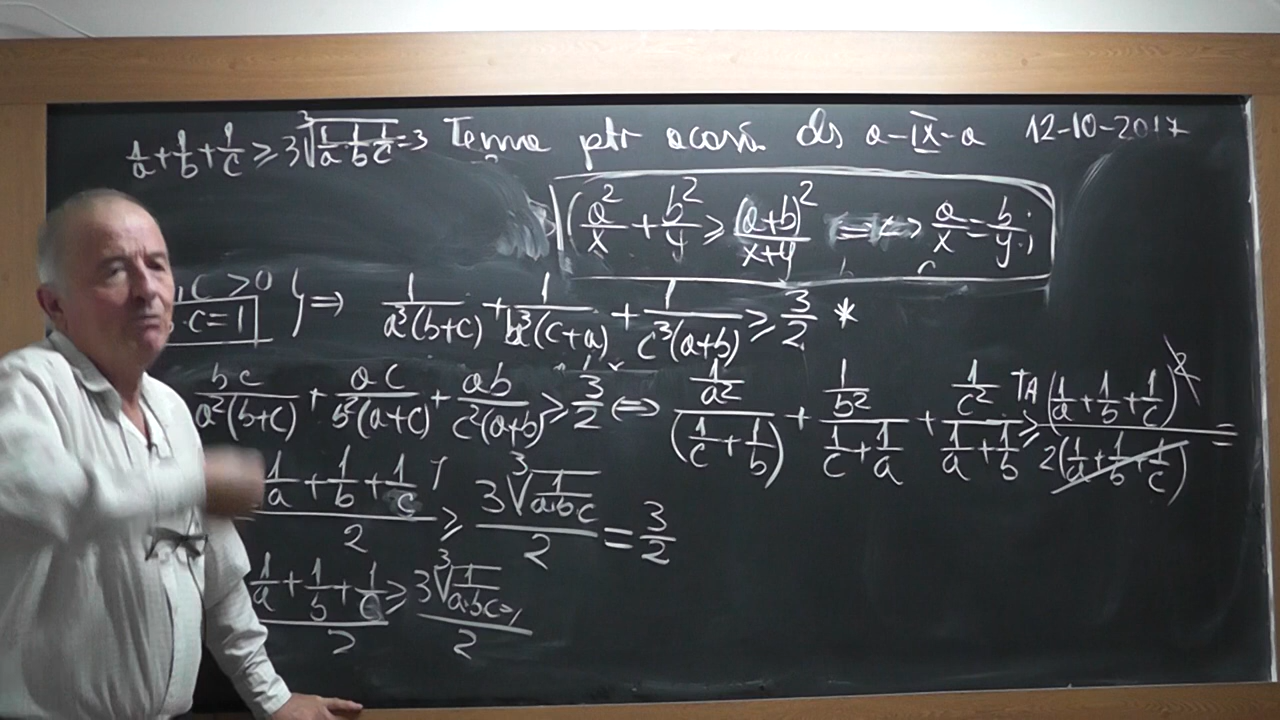 1/a + 1/b + 1/c ≥ 3∛(1/a · 1/b · 1/c) = 3 Tema ptr acasă cls a-IX-a 12-10-2017
a²/x + b²/y ≥ (a+b)²/(x+y) "=" <=> a/x = b/y;
, c > 0
· c = 1 } => 1/(a³(b+c)) + 1/(b³(c+a)) + 1/(c³(a+b)) ≥ 3/2 *
bc/(a²(b+c)) + ac/(b²(a+c)) + ab/(c²(a+b)) ≥ 3/2 <=> (1/a²)/(1/c + 1/b) + (1/b²)/(1/c + 1/a) + (1/c²)/(1/a + 1/b) ≥ TA (1/a + 1/b + 1/c)²/(2(1/a + 1/b + 1/c)) =
(1/a + 1/b + 1/c)/2 ≥ 3∛(1/(a·b·c))/2 = 3/2
(1/a + 1/b + 1/c)/2 ≥ 3∛(1/(a·b·c=1))/2